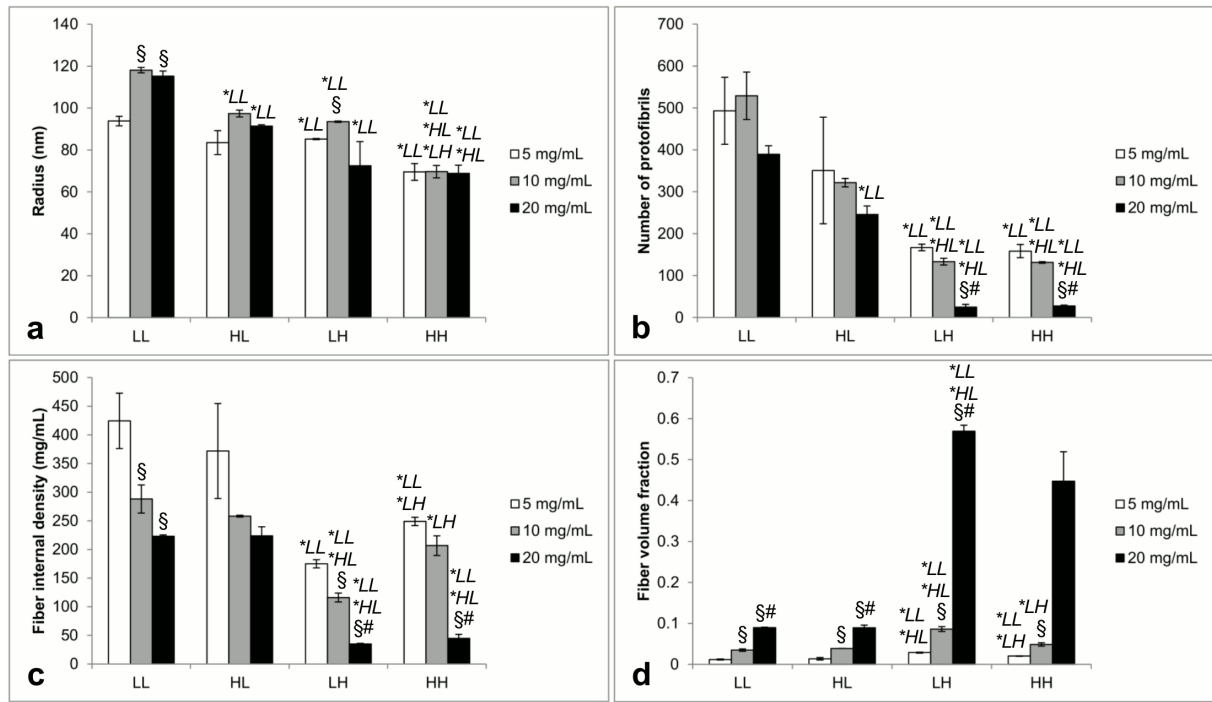 140
120
100
80
60
40
20
0
Radius (nm)
§ §
*LL *LL
*LL
§
*LL *LL
*LL
*HL *LL
*LL *LH *HL
LL HL LH HH
5 mg/mL
10 mg/mL
20 mg/mL
a
700
600
500
400
300
200
100
0
Number of protofibrils
*LL
*LL *LL
*HL *LL
*HL
§#
*LL *LL
*HL *LL
*HL
§#
LL HL LH HH
5 mg/mL
10 mg/mL
20 mg/mL
b
500
450
400
350
300
250
200
150
100
50
0
Fiber internal density (mg/mL)
§
§
*LL *LL
*HL
§ *LL
*HL
§#
*LL
*LH *LH
*LL
*HL
§#
LL HL LH HH
5 mg/mL
10 mg/mL
20 mg/mL
c
0.7
0.6
0.5
0.4
0.3
0.2
0.1
0
Fiber volume fraction
§ §#
§ §#
*LL
*HL
§#
*LL
*HL
*LL §
*HL
*LL *LH
*LH §
LL HL LH HH
5 mg/mL
10 mg/mL
20 mg/mL
d